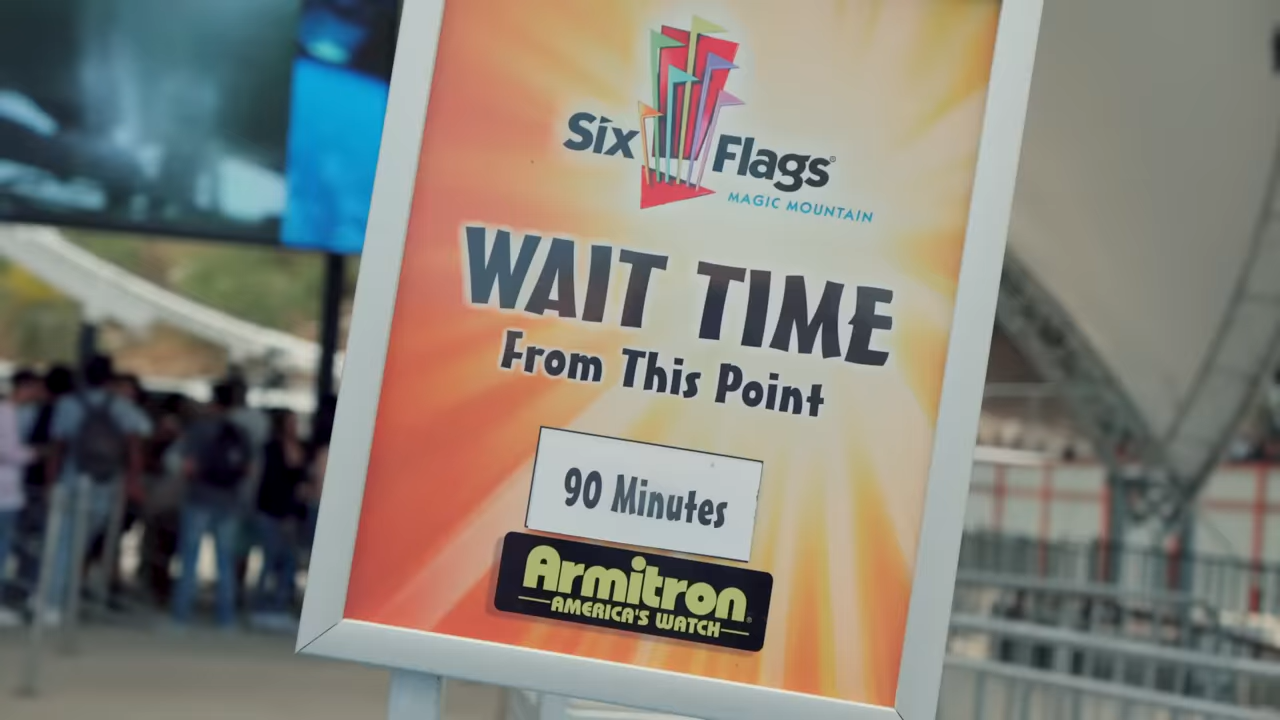 Six Flags®
MAGIC MOUNTAIN
WAIT TIME
From This Point
90 Minutes
Armitron®
AMERICA'S WATCH